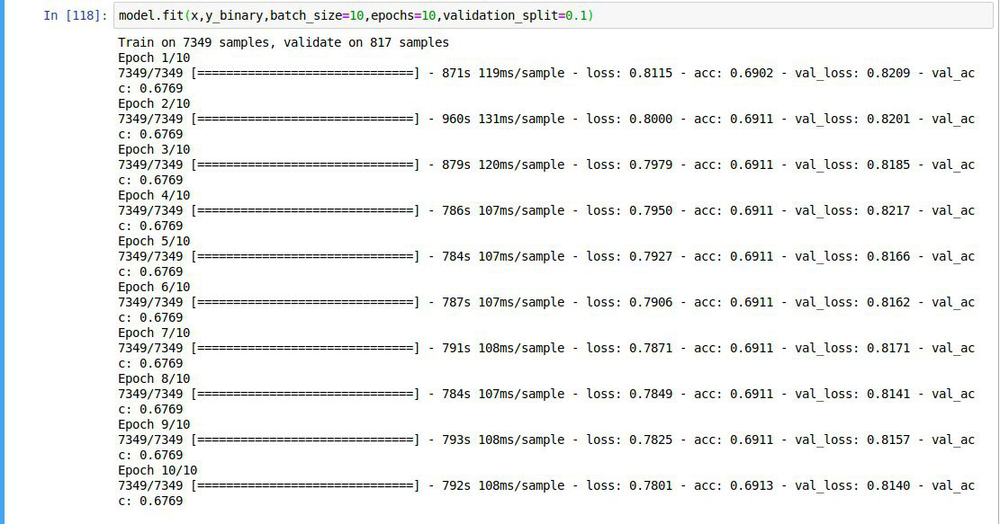 In [118]: model.fit(x,y_binary,batch_size=10,epochs=10,validation_split=0.1)
Train on 7349 samples, validate on 817 samples
Epoch 1/10
7349/7349 [==============================] - 871s 119ms/sample - loss: 0.8115 - acc: 0.6902 - val_loss: 0.8209 - val_ac
c: 0.6769
Epoch 2/10
7349/7349 [==============================] - 960s 131ms/sample - loss: 0.8000 - acc: 0.6911 - val_loss: 0.8201 - val_ac
c: 0.6769
Epoch 3/10
7349/7349 [==============================] - 879s 120ms/sample - loss: 0.7979 - acc: 0.6911 - val_loss: 0.8185 - val_ac
c: 0.6769
Epoch 4/10
7349/7349 [==============================] - 786s 107ms/sample - loss: 0.7950 - acc: 0.6911 - val_loss: 0.8217 - val_ac
c: 0.6769
Epoch 5/10
7349/7349 [==============================] - 784s 107ms/sample - loss: 0.7927 - acc: 0.6911 - val_loss: 0.8166 - val_ac
c: 0.6769
Epoch 6/10
7349/7349 [==============================] - 787s 107ms/sample - loss: 0.7906 - acc: 0.6911 - val_loss: 0.8162 - val_ac
c: 0.6769
Epoch 7/10
7349/7349 [==============================] - 791s 108ms/sample - loss: 0.7871 - acc: 0.6911 - val_loss: 0.8171 - val_ac
c: 0.6769
Epoch 8/10
7349/7349 [==============================] - 784s 107ms/sample - loss: 0.7849 - acc: 0.6911 - val_loss: 0.8141 - val_ac
c: 0.6769
Epoch 9/10
7349/7349 [==============================] - 793s 108ms/sample - loss: 0.7825 - acc: 0.6911 - val_loss: 0.8157 - val_ac
c: 0.6769
Epoch 10/10
7349/7349 [==============================] - 792s 108ms/sample - loss: 0.7801 - acc: 0.6913 - val_loss: 0.8140 - val_ac
c: 0.6769